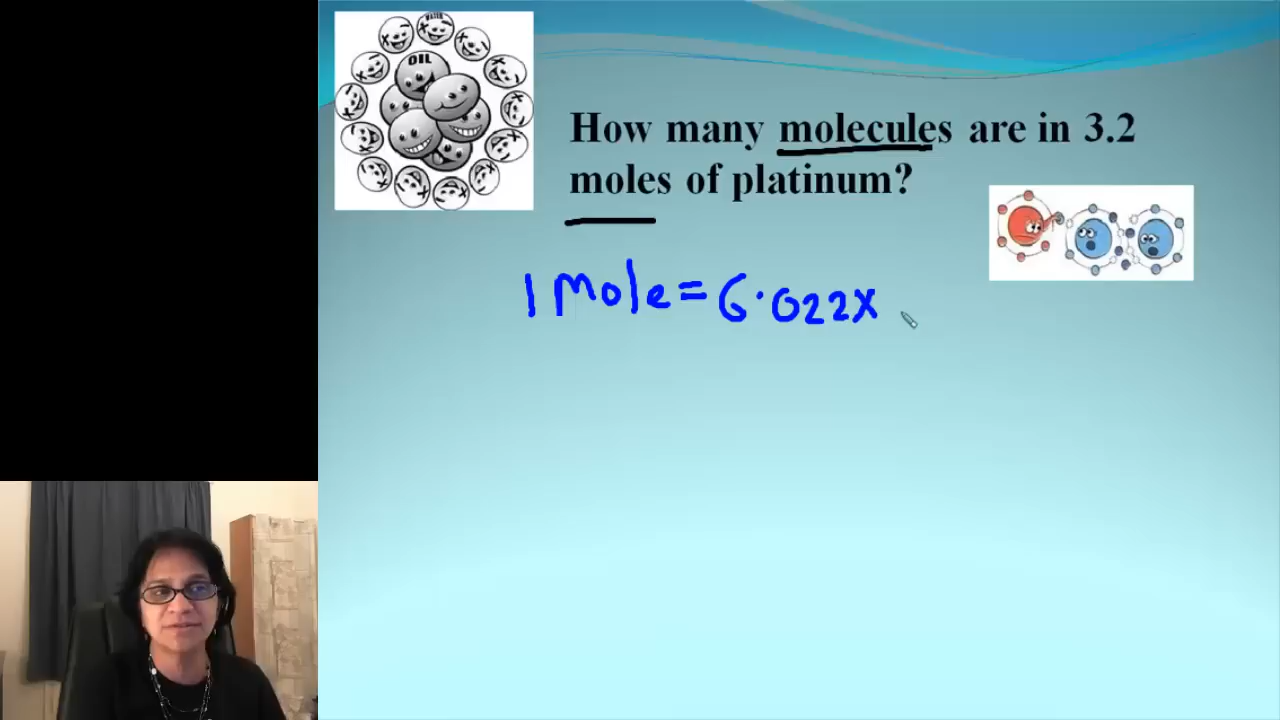 WATER
OIL
How many molecules are in 3.2
moles of platinum?
1 mole = 6.022x